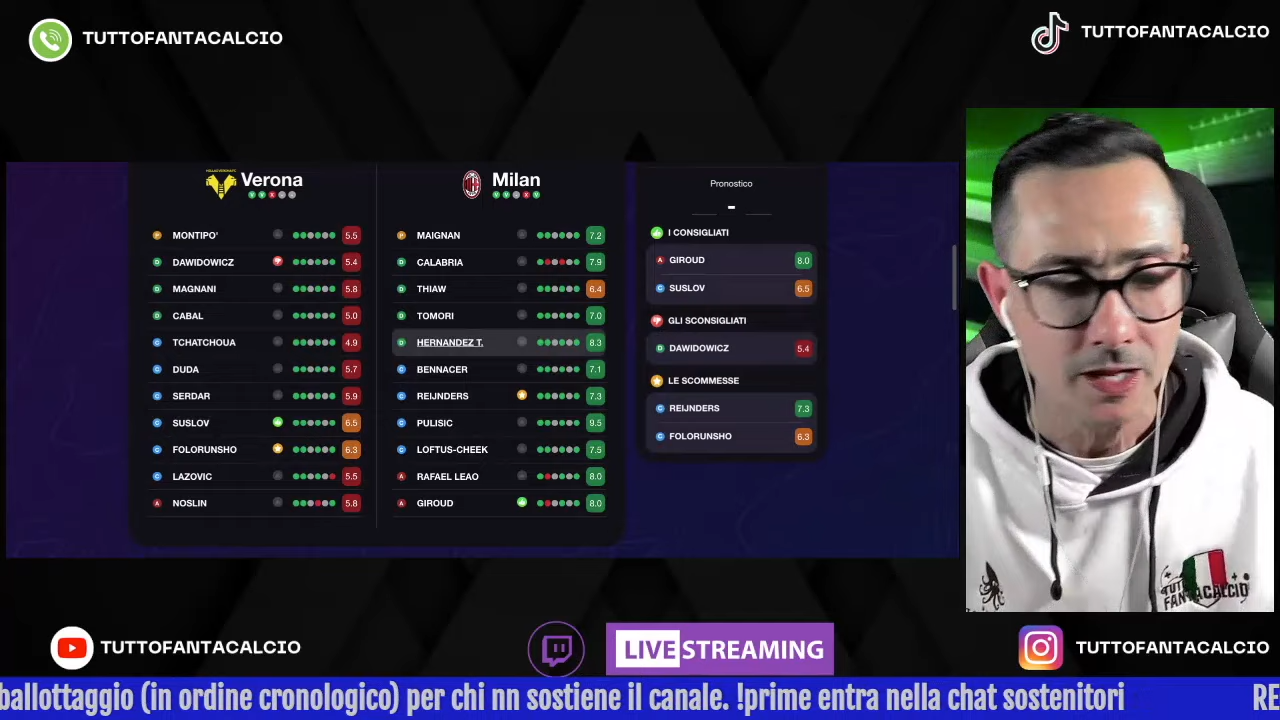 TUTTOFANTACALCIO
TUTTOFANTACALCIO
Verona
Milan
Pronostico
-
MONTIPO' 5.5
DAWIDOWICZ 5.4
MAGNANI 5.8
CABAL 5.0
TCHATCHOUA 4.9
DUDA 5.7
SERDAR 5.9
SUSLOV 6.5
FOLORUNSHO 6.3
LAZOVIC 5.5
NOSLIN 5.8
MAIGNAN 7.2
CALABRIA 7.9
THIAW 6.4
TOMORI 7.0
HERNANDEZ T. 8.3
BENNACER 7.1
REIJNDERS 7.3
PULISIC 9.5
LOFTUS-CHEEK 7.5
RAFAEL LEAO 8.0
GIROUD 8.0
I CONSIGLIATI
A GIROUD 8.0
C SUSLOV 6.5
GLI SCONSIGLIATI
D DAWIDOWICZ 5.4
LE SCOMMESSE
C REIJNDERS 7.3
C FOLORUNSHO 6.3
TUTTO
FANTACALCIO
TUTTOFANTACALCIO
LIVE STREAMING
TUTTOFANTACALCIO
ballottaggio (in ordine cronologico) per chi nn sostiene il canale. !prime entra nella chat sostenitori
RE